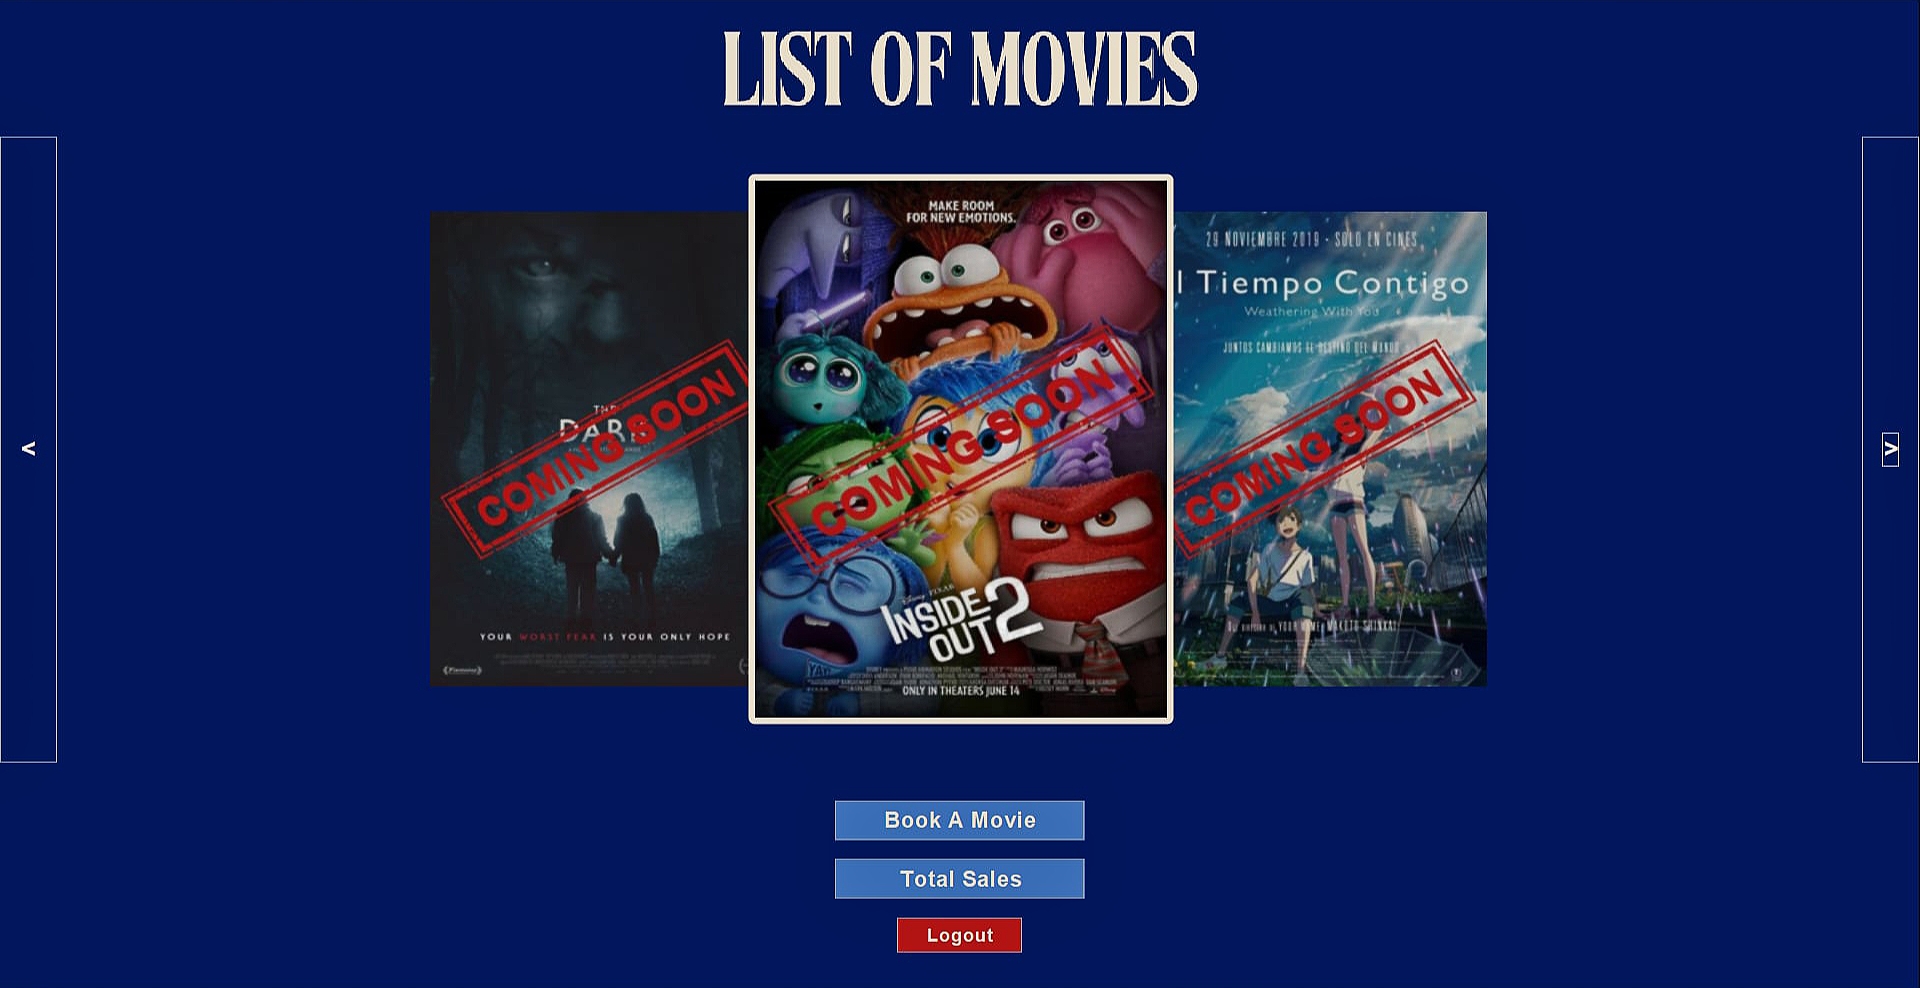 LIST OF MOVIES
<
THE
DARK
COMING SOON
YOUR WORST FEAR IS YOUR ONLY HOPE
MAKE ROOM
FOR NEW EMOTIONS.
COMING SOON
Disney PIXAR
INSIDE
OUT 2
ONLY IN THEATERS JUNE 14
29 NOVIEMBRE 2019 - SOLO EN CINES
l Tiempo Contigo
Weathering With You
JUNTOS CAMBIAMOS EL DESTINO DEL MUNDO
COMING SOON
YOUR NAME, MAKOTO SHINKAI
>
Book A Movie
Total Sales
Logout